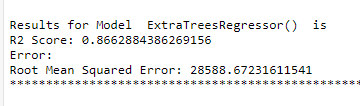 Results for Model  ExtraTreesRegressor()  is
R2 Score: 0.8662884386269156
Error:
Root Mean Squared Error: 28588.67231611541
**************************************************